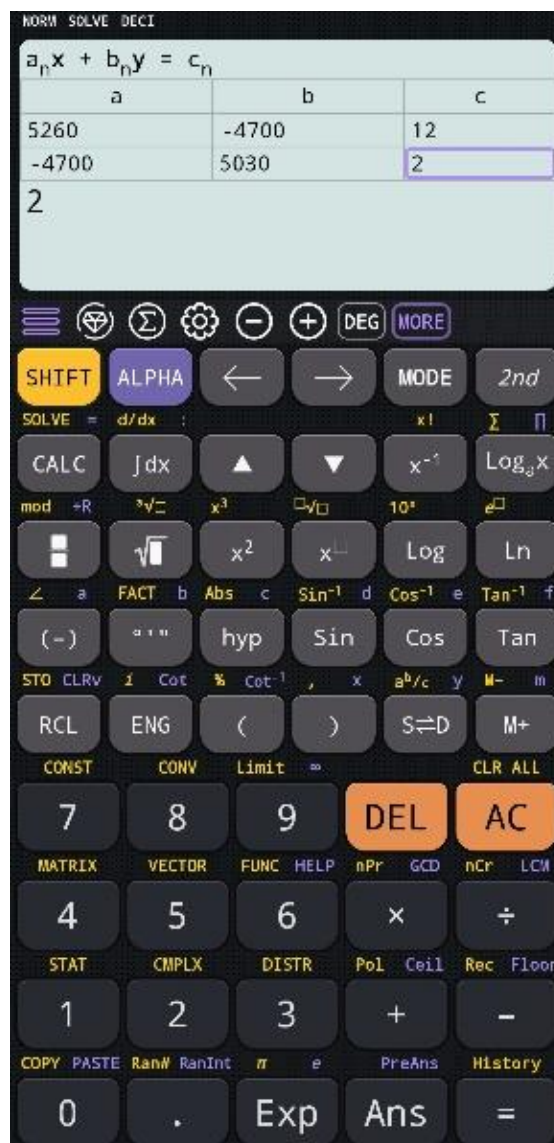 NORM SOLVE DECI
aₙx + bₙy = cₙ
a b c
5260 -4700 12
-4700 5030 2
2
DEG MORE
SHIFT ALPHA ← → MODE 2nd
SOLVE = d/dx : x! Σ ∏
CALC ∫dx ▲ ▼ x⁻¹ Logₐx
mod ÷R ³√□ x³ □√□ 10ˣ e□
√ x² x□ Log Ln
∠ a FACT b Abs c Sin⁻¹ d Cos⁻¹ e Tan⁻¹ f
(-) °'" hyp Sin Cos Tan
STO CLRv i Cot % Cot⁻¹ , x aᵇ/c y M- m
RCL ENG ( ) S⇌D M+
CONST CONV Limit ∞ CLR ALL
7 8 9 DEL AC
MATRIX VECTOR FUNC HELP nPr GCD nCr LCM
4 5 6 × ÷
STAT CMPLX DISTR Pol Ceil Rec Floor
1 2 3 + −
COPY PASTE Ran# RanInt π e PreAns History
0 . Exp Ans =